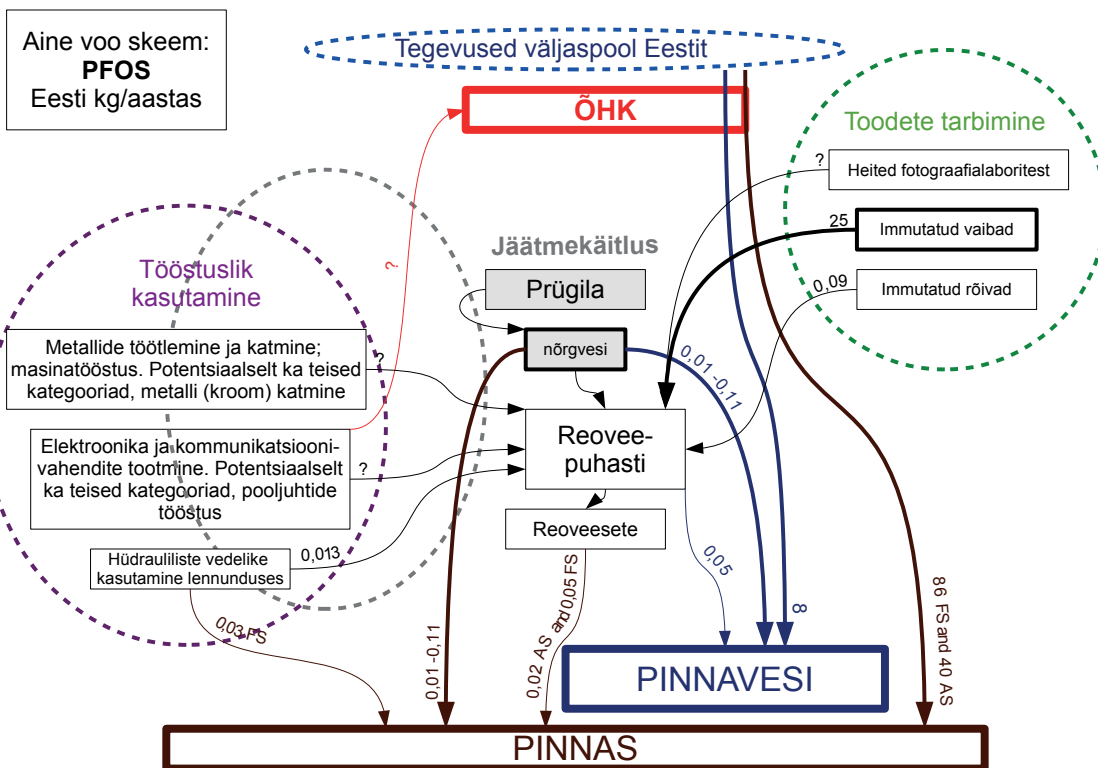 Aine voo skeem:
PFOS
Eesti kg/aastas
Tegevused väljaspool Eestit
ÕHK
Toodete tarbimine
?
Heited fotograafialaboritest
25
Immutatud vaibad
0,09
Immutatud rõivad
Jäätmekäitlus
Prügila
nõrgvesi
?
Tööstuslik
kasutamine
Metallide töötlemine ja katmine;
masinatööstus. Potentsiaalselt ka teised
kategooriad, metalli (kroom) katmine
?
Elektroonika ja kommunikatsiooni-
vahendite tootmine. Potentsiaalselt
ka teised kategooriad, pooljuhtide
tööstus
?
Hüdrauliliste vedelike
kasutamine lennunduses
0,013
0,03 FS
Reovee-
puhasti
Reoveesete
0,01 -0,11
0,01 -0,11
0,02 AS and 0,05 FS
0,05
8
86 FS and 40 AS
PINNAVESI
PINNAS